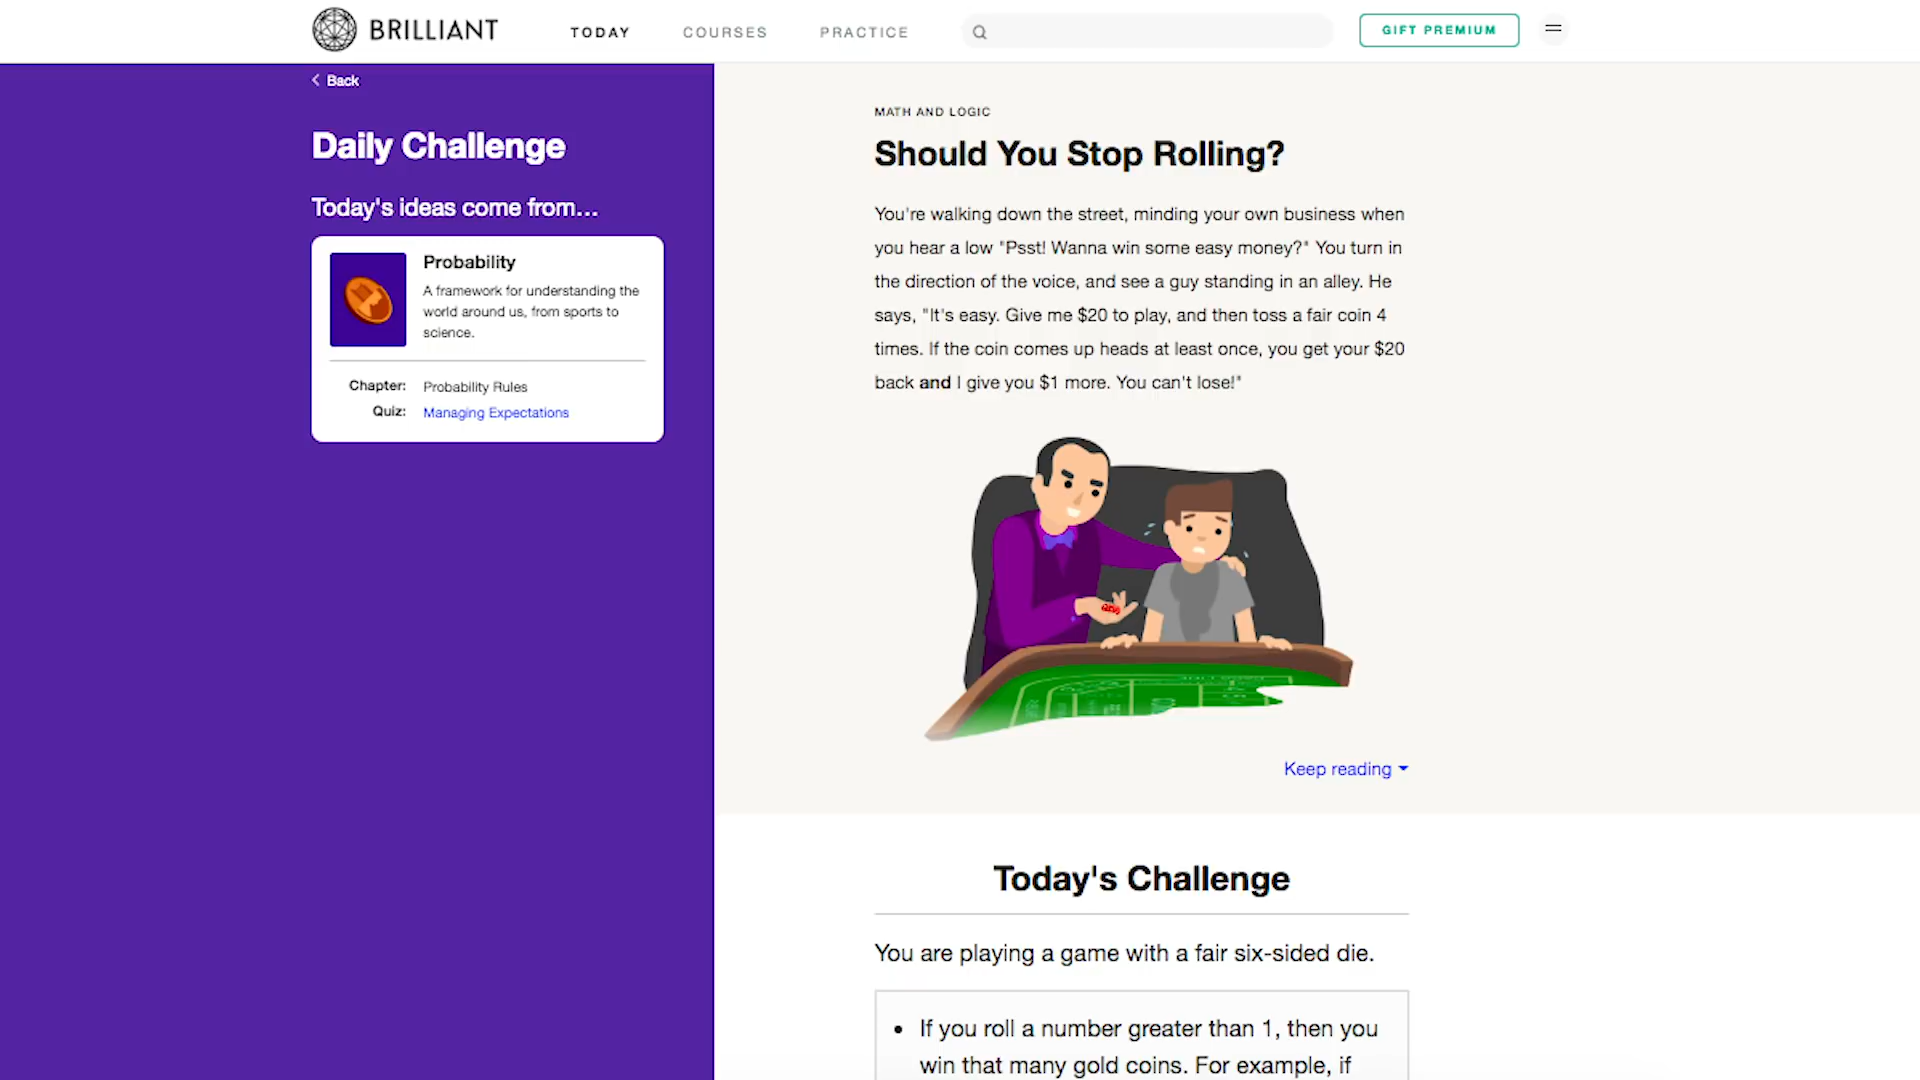 BRILLIANT
TODAY
COURSES
PRACTICE
GIFT PREMIUM
Back
Daily Challenge
Today's ideas come from...
Probability
A framework for understanding the
world around us, from sports to
science.
Chapter: Probability Rules
Quiz: Managing Expectations
MATH AND LOGIC
Should You Stop Rolling?
You're walking down the street, minding your own business when
you hear a low "Psst! Wanna win some easy money?" You turn in
the direction of the voice, and see a guy standing in an alley. He
says, "It's easy. Give me $20 to play, and then toss a fair coin 4
times. If the coin comes up heads at least once, you get your $20
back and I give you $1 more. You can't lose!"
Keep reading
Today's Challenge
You are playing a game with a fair six-sided die.
• If you roll a number greater than 1, then you
win that many gold coins. For example, if